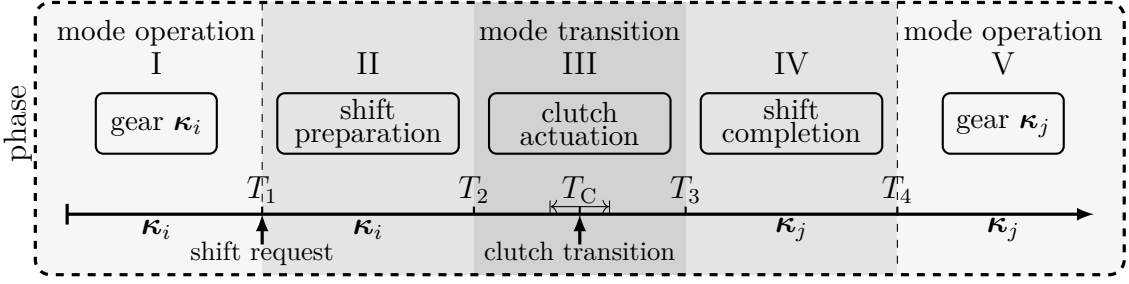 mode operation
mode transition
mode operation
I
II
III
IV
V
phase
gear κᵢ
shift
preparation
clutch
actuation
shift
completion
gear κⱼ
T₁
T₂
T_C
T₃
T₄
κᵢ
κᵢ
κⱼ
κⱼ
shift request
clutch transition